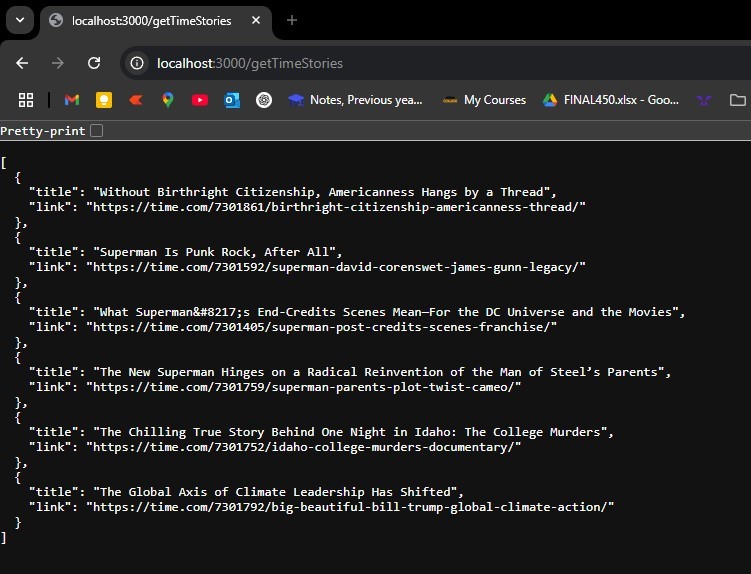 localhost:3000/getTimeStories
localhost:3000/getTimeStories
Notes, Previous yea... My Courses FINAL450.xlsx - Goo...
Pretty-print
[
  {
    "title": "Without Birthright Citizenship, Americanness Hangs by a Thread",
    "link": "https://time.com/7301861/birthright-citizenship-americanness-thread/"
  },
  {
    "title": "Superman Is Punk Rock, After All",
    "link": "https://time.com/7301592/superman-david-corenswet-james-gunn-legacy/"
  },
  {
    "title": "What Superman&#8217;s End-Credits Scenes Mean—For the DC Universe and the Movies",
    "link": "https://time.com/7301405/superman-post-credits-scenes-franchise/"
  },
  {
    "title": "The New Superman Hinges on a Radical Reinvention of the Man of Steel’s Parents",
    "link": "https://time.com/7301759/superman-parents-plot-twist-cameo/"
  },
  {
    "title": "The Chilling True Story Behind One Night in Idaho: The College Murders",
    "link": "https://time.com/7301752/idaho-college-murders-documentary/"
  },
  {
    "title": "The Global Axis of Climate Leadership Has Shifted",
    "link": "https://time.com/7301792/big-beautiful-bill-trump-global-climate-action/"
  }
]